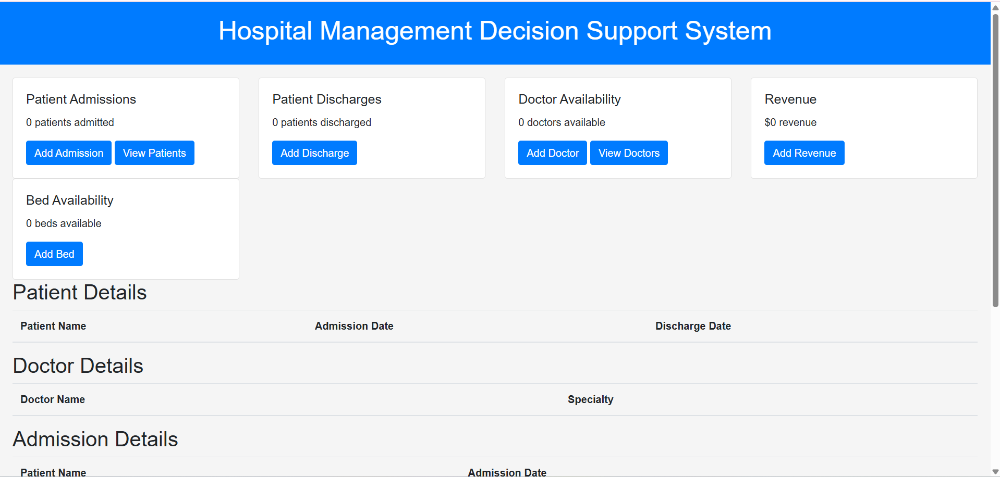 Hospital Management Decision Support System
Patient Admissions
0 patients admitted
Add Admission View Patients
Patient Discharges
0 patients discharged
Add Discharge
Doctor Availability
0 doctors available
Add Doctor View Doctors
Revenue
$0 revenue
Add Revenue
Bed Availability
0 beds available
Add Bed
Patient Details
Patient Name Admission Date Discharge Date
Doctor Details
Doctor Name Specialty
Admission Details
Patient Name Admission Date